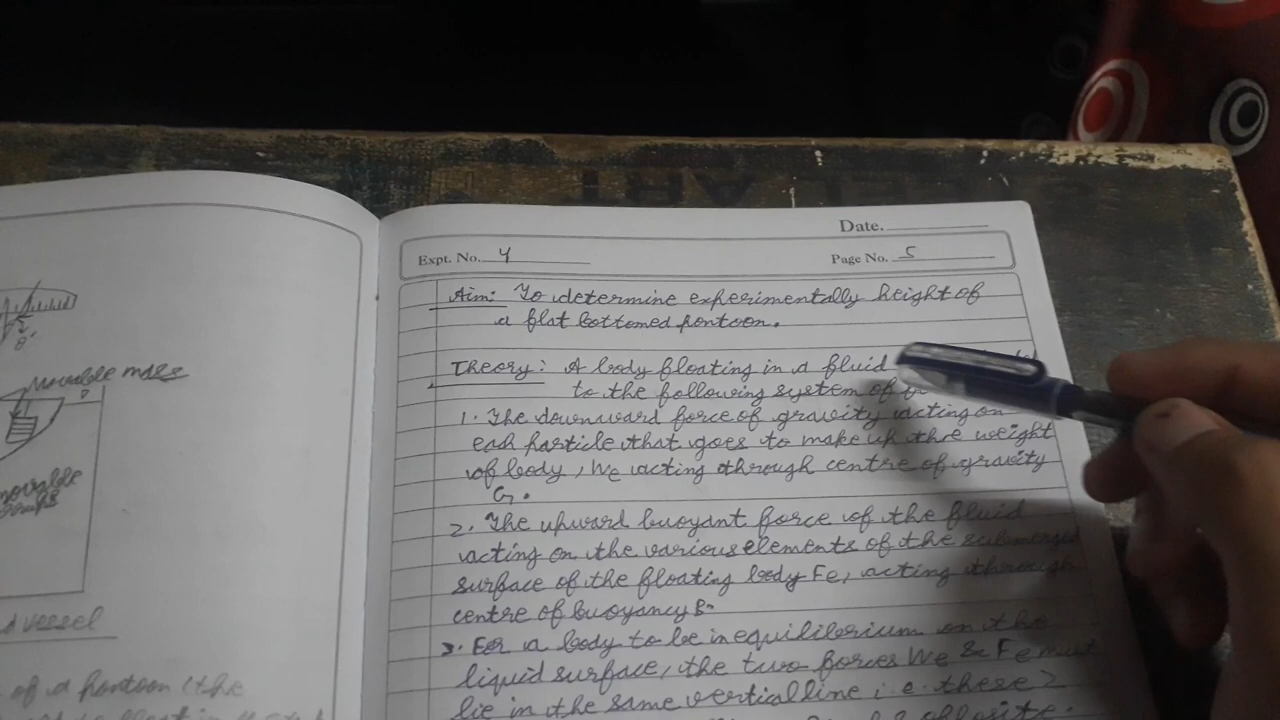 Movable mass
vessel
of a pontoon (the
Date.
Expt. No. 4
Page No. 5
Aim: To determine experimentally height of
a flat bottomed pontoon.
Theory: A body floating in a fluid
to the following system of
1. The downward force of gravity acting on
each particle that goes to make up the weight
of body, We acting through centre of gravity
G.
2. The upward buoyant force of the fluid
acting on the various elements of the submerged
surface of the floating body Fe, acting through
centre of buoyancy B.
3. For a body to be in equilibrium on the
liquid surface, the two forces We & Fe must
lie in the same vertical line i.e. these 2